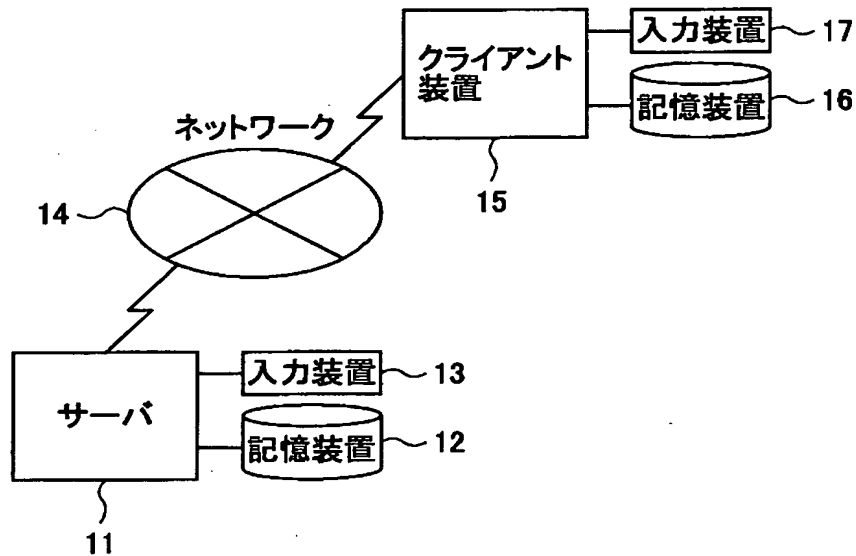 クライアント
装置
15
入力装置
17
記憶装置
16
ネットワーク
14
サーバ
11
入力装置
13
記憶装置
12